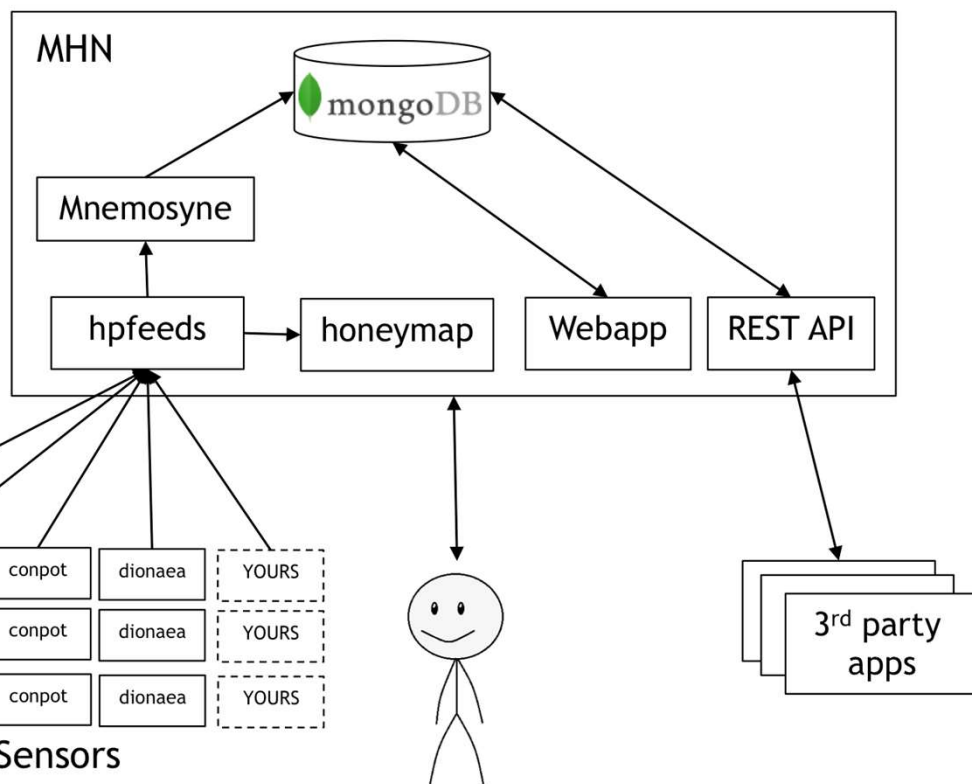 MHN
mongoDB
Mnemosyne
hpfeeds
honeymap
Webapp
REST API
conpot
dionaea
YOURS
conpot
dionaea
YOURS
conpot
dionaea
YOURS
Sensors
3rd party
apps